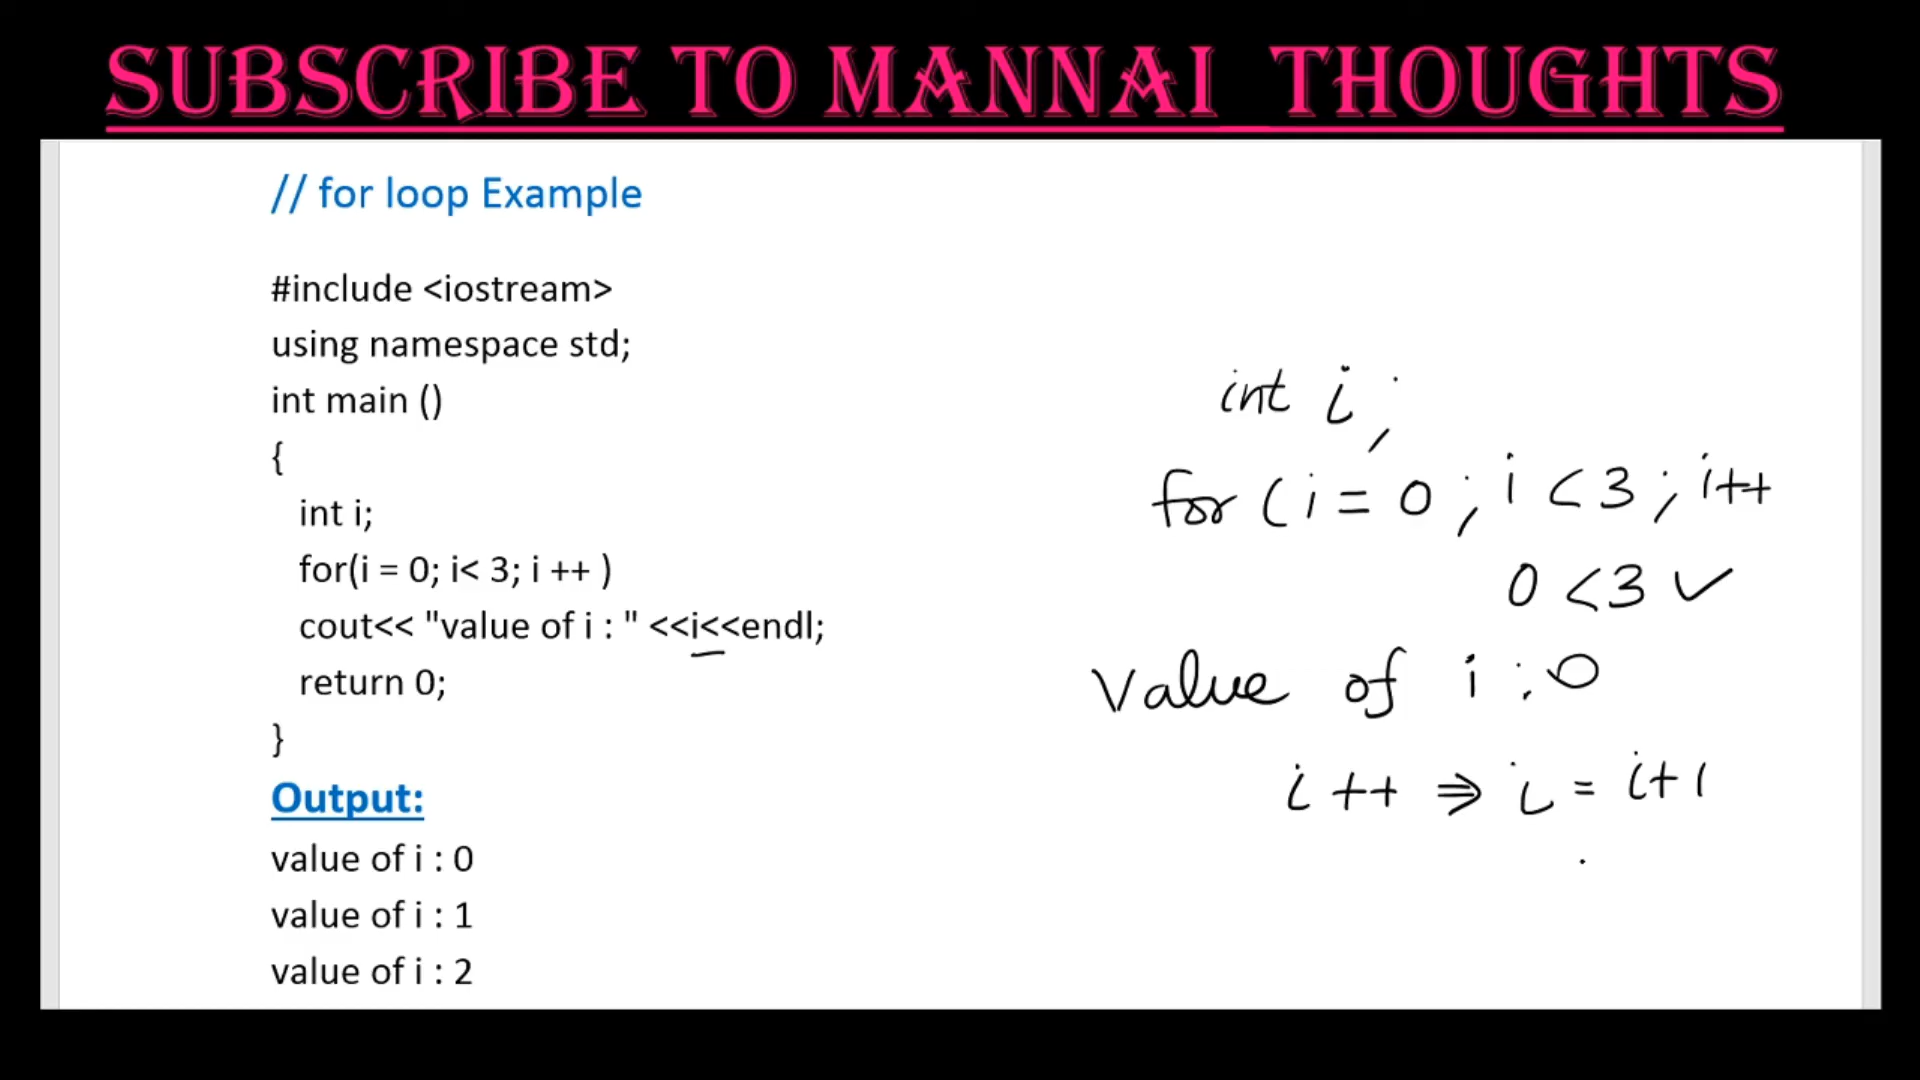 SUBSCRIBE TO MANNAI THOUGHTS
// for loop Example
#include <iostream>
using namespace std;
int main ()
{
int i;
for(i = 0; i< 3; i ++ )
cout<< "value of i : " <<i<<endl;
return 0;
}
Output:
value of i : 0
value of i : 1
value of i : 2
int i;
for (i = 0 ; i < 3 ; i++
0 < 3 ✓
Value of i : 0
i ++ ⇒ i = i+1